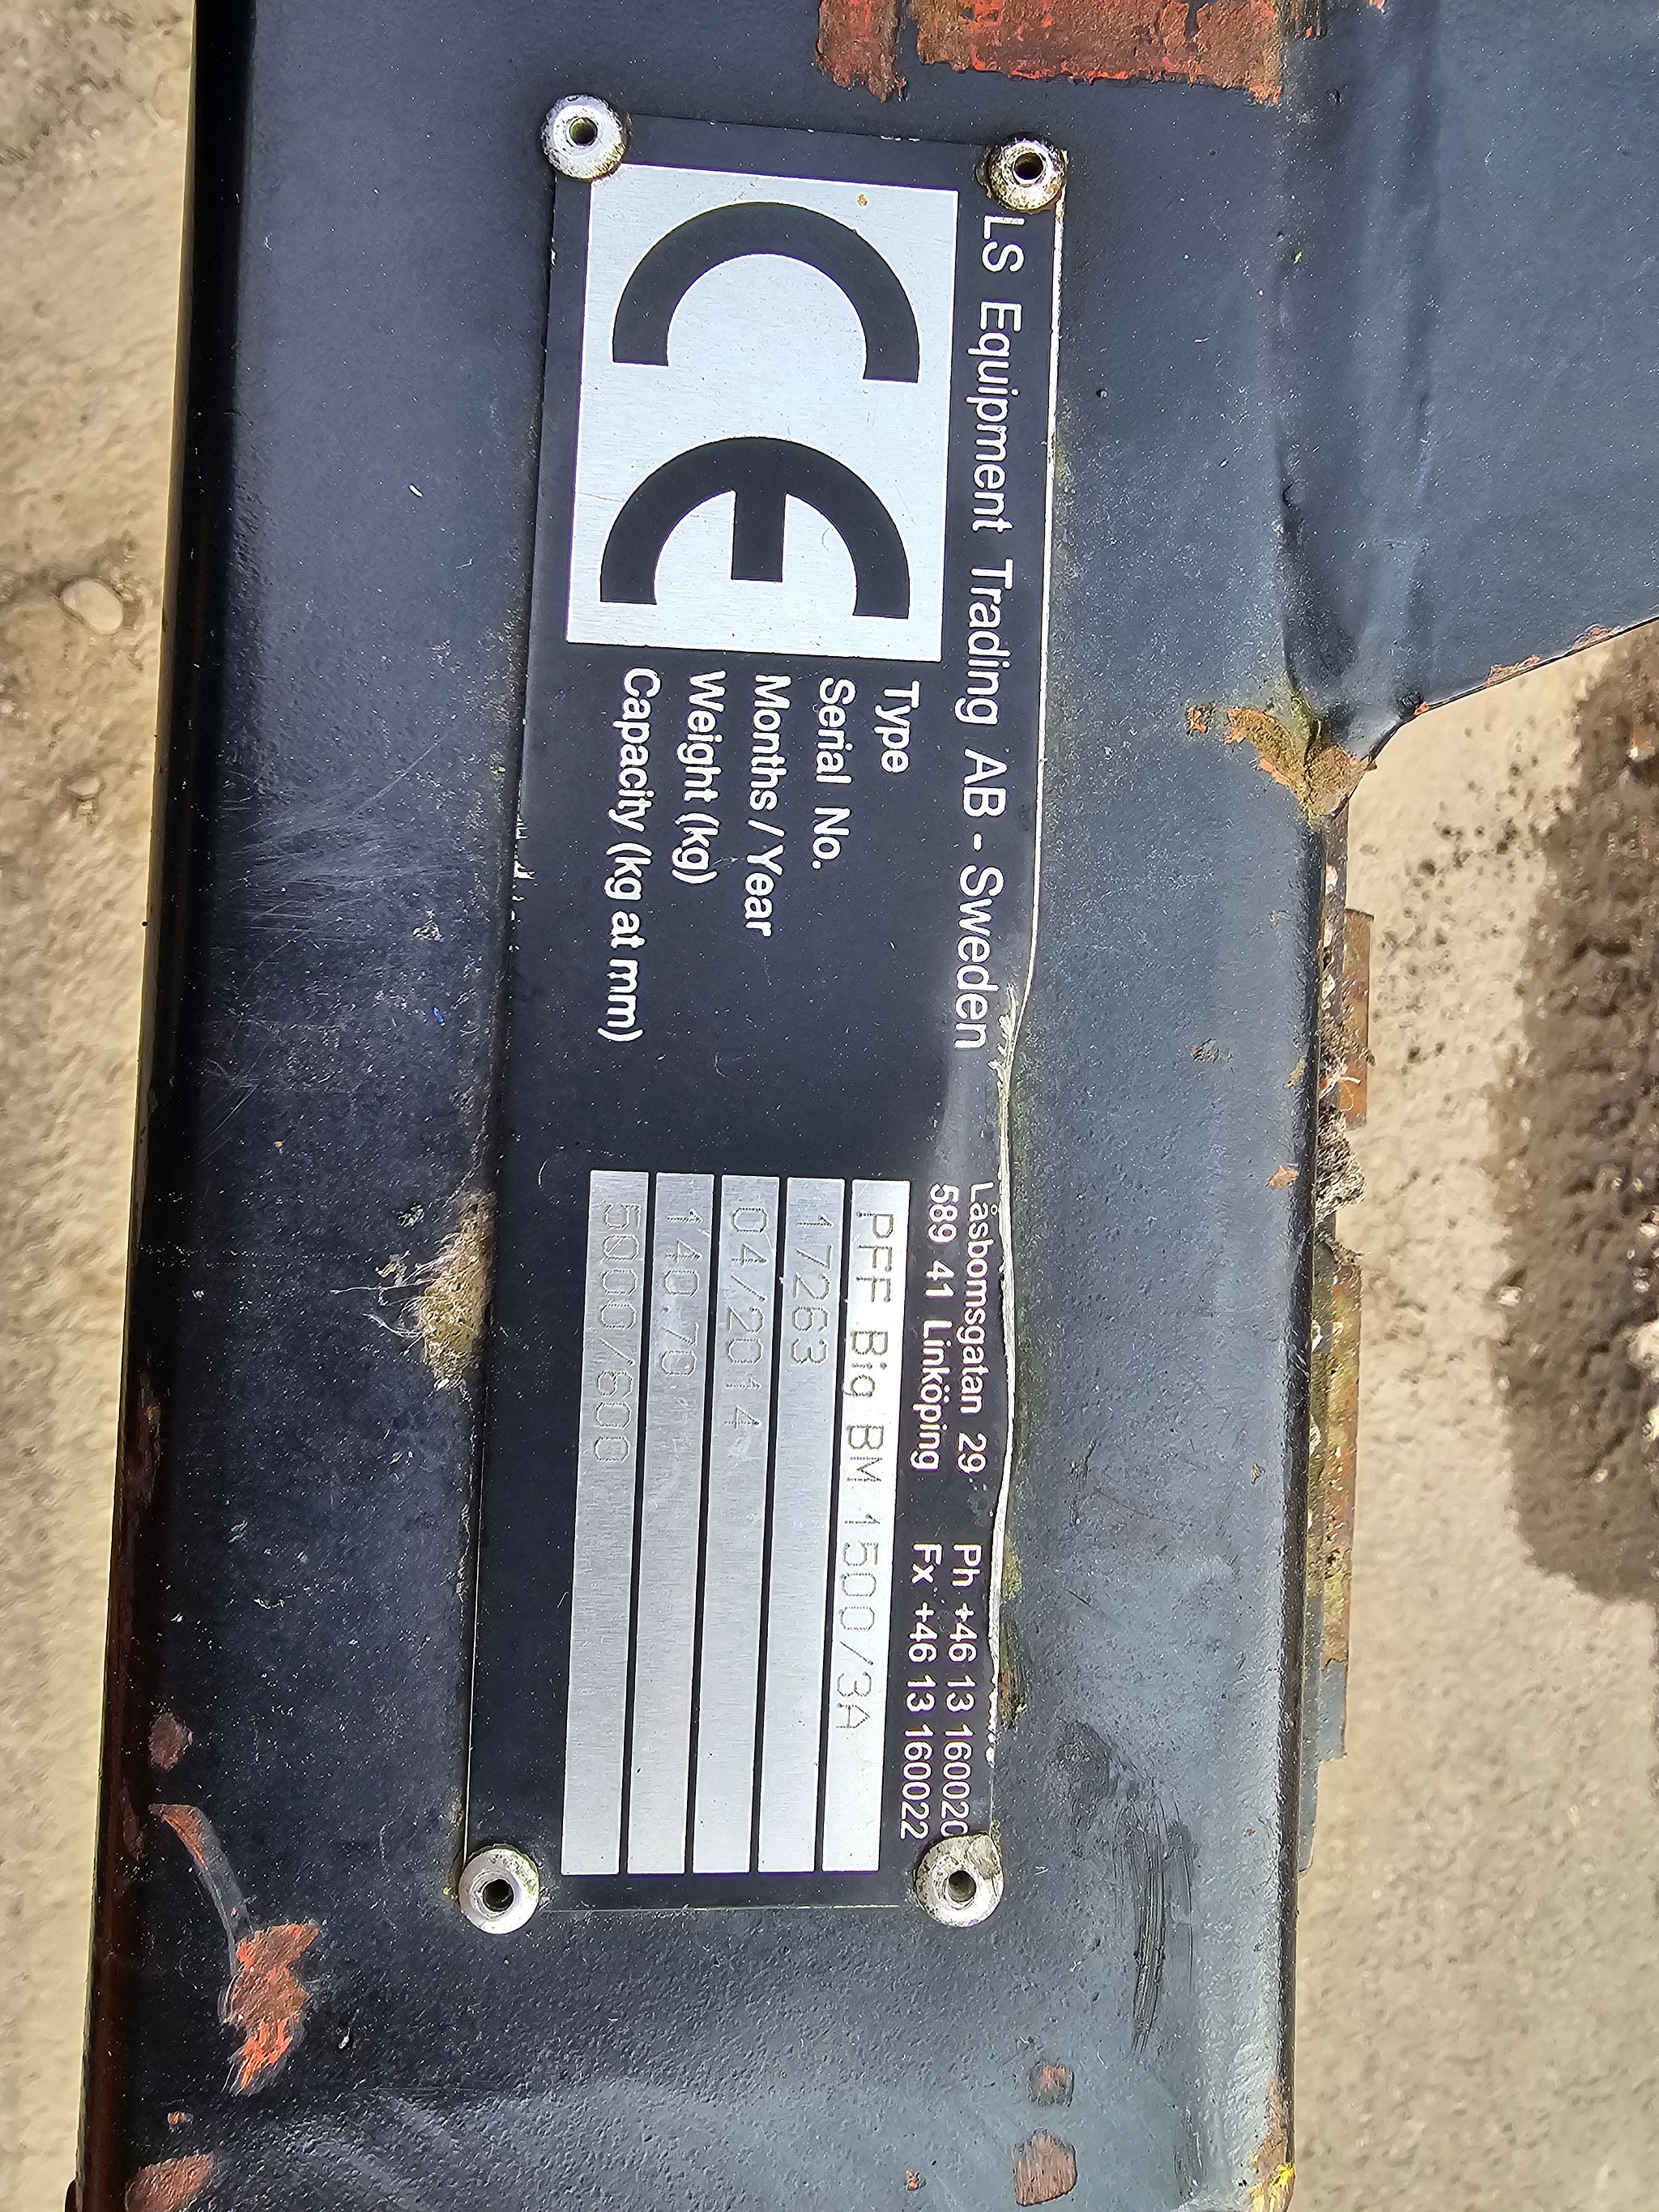 LS Equipment Trading AB - Sweden
Låsbomsgatan 29 Ph +46 13 160020
589 41 Linköping Fx +46 13 160022
CE
Type PFF Big BM 1500/3A
Serial No. 17263
Months / Year 04/2014
Weight (kg) 140.70
Capacity (kg at mm) 5000/600